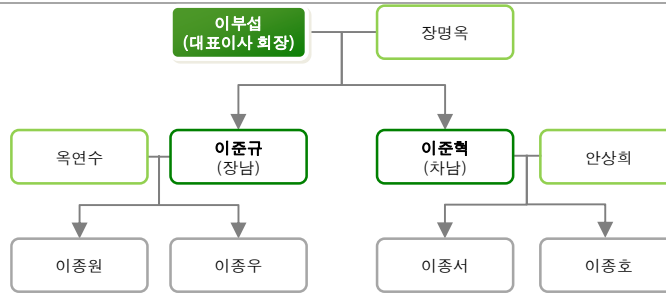 이부섭
(대표이사 회장)
장명옥
옥연수
이준규
(장남)
이준혁
(차남)
안상희
이종원
이종우
이종서
이종호